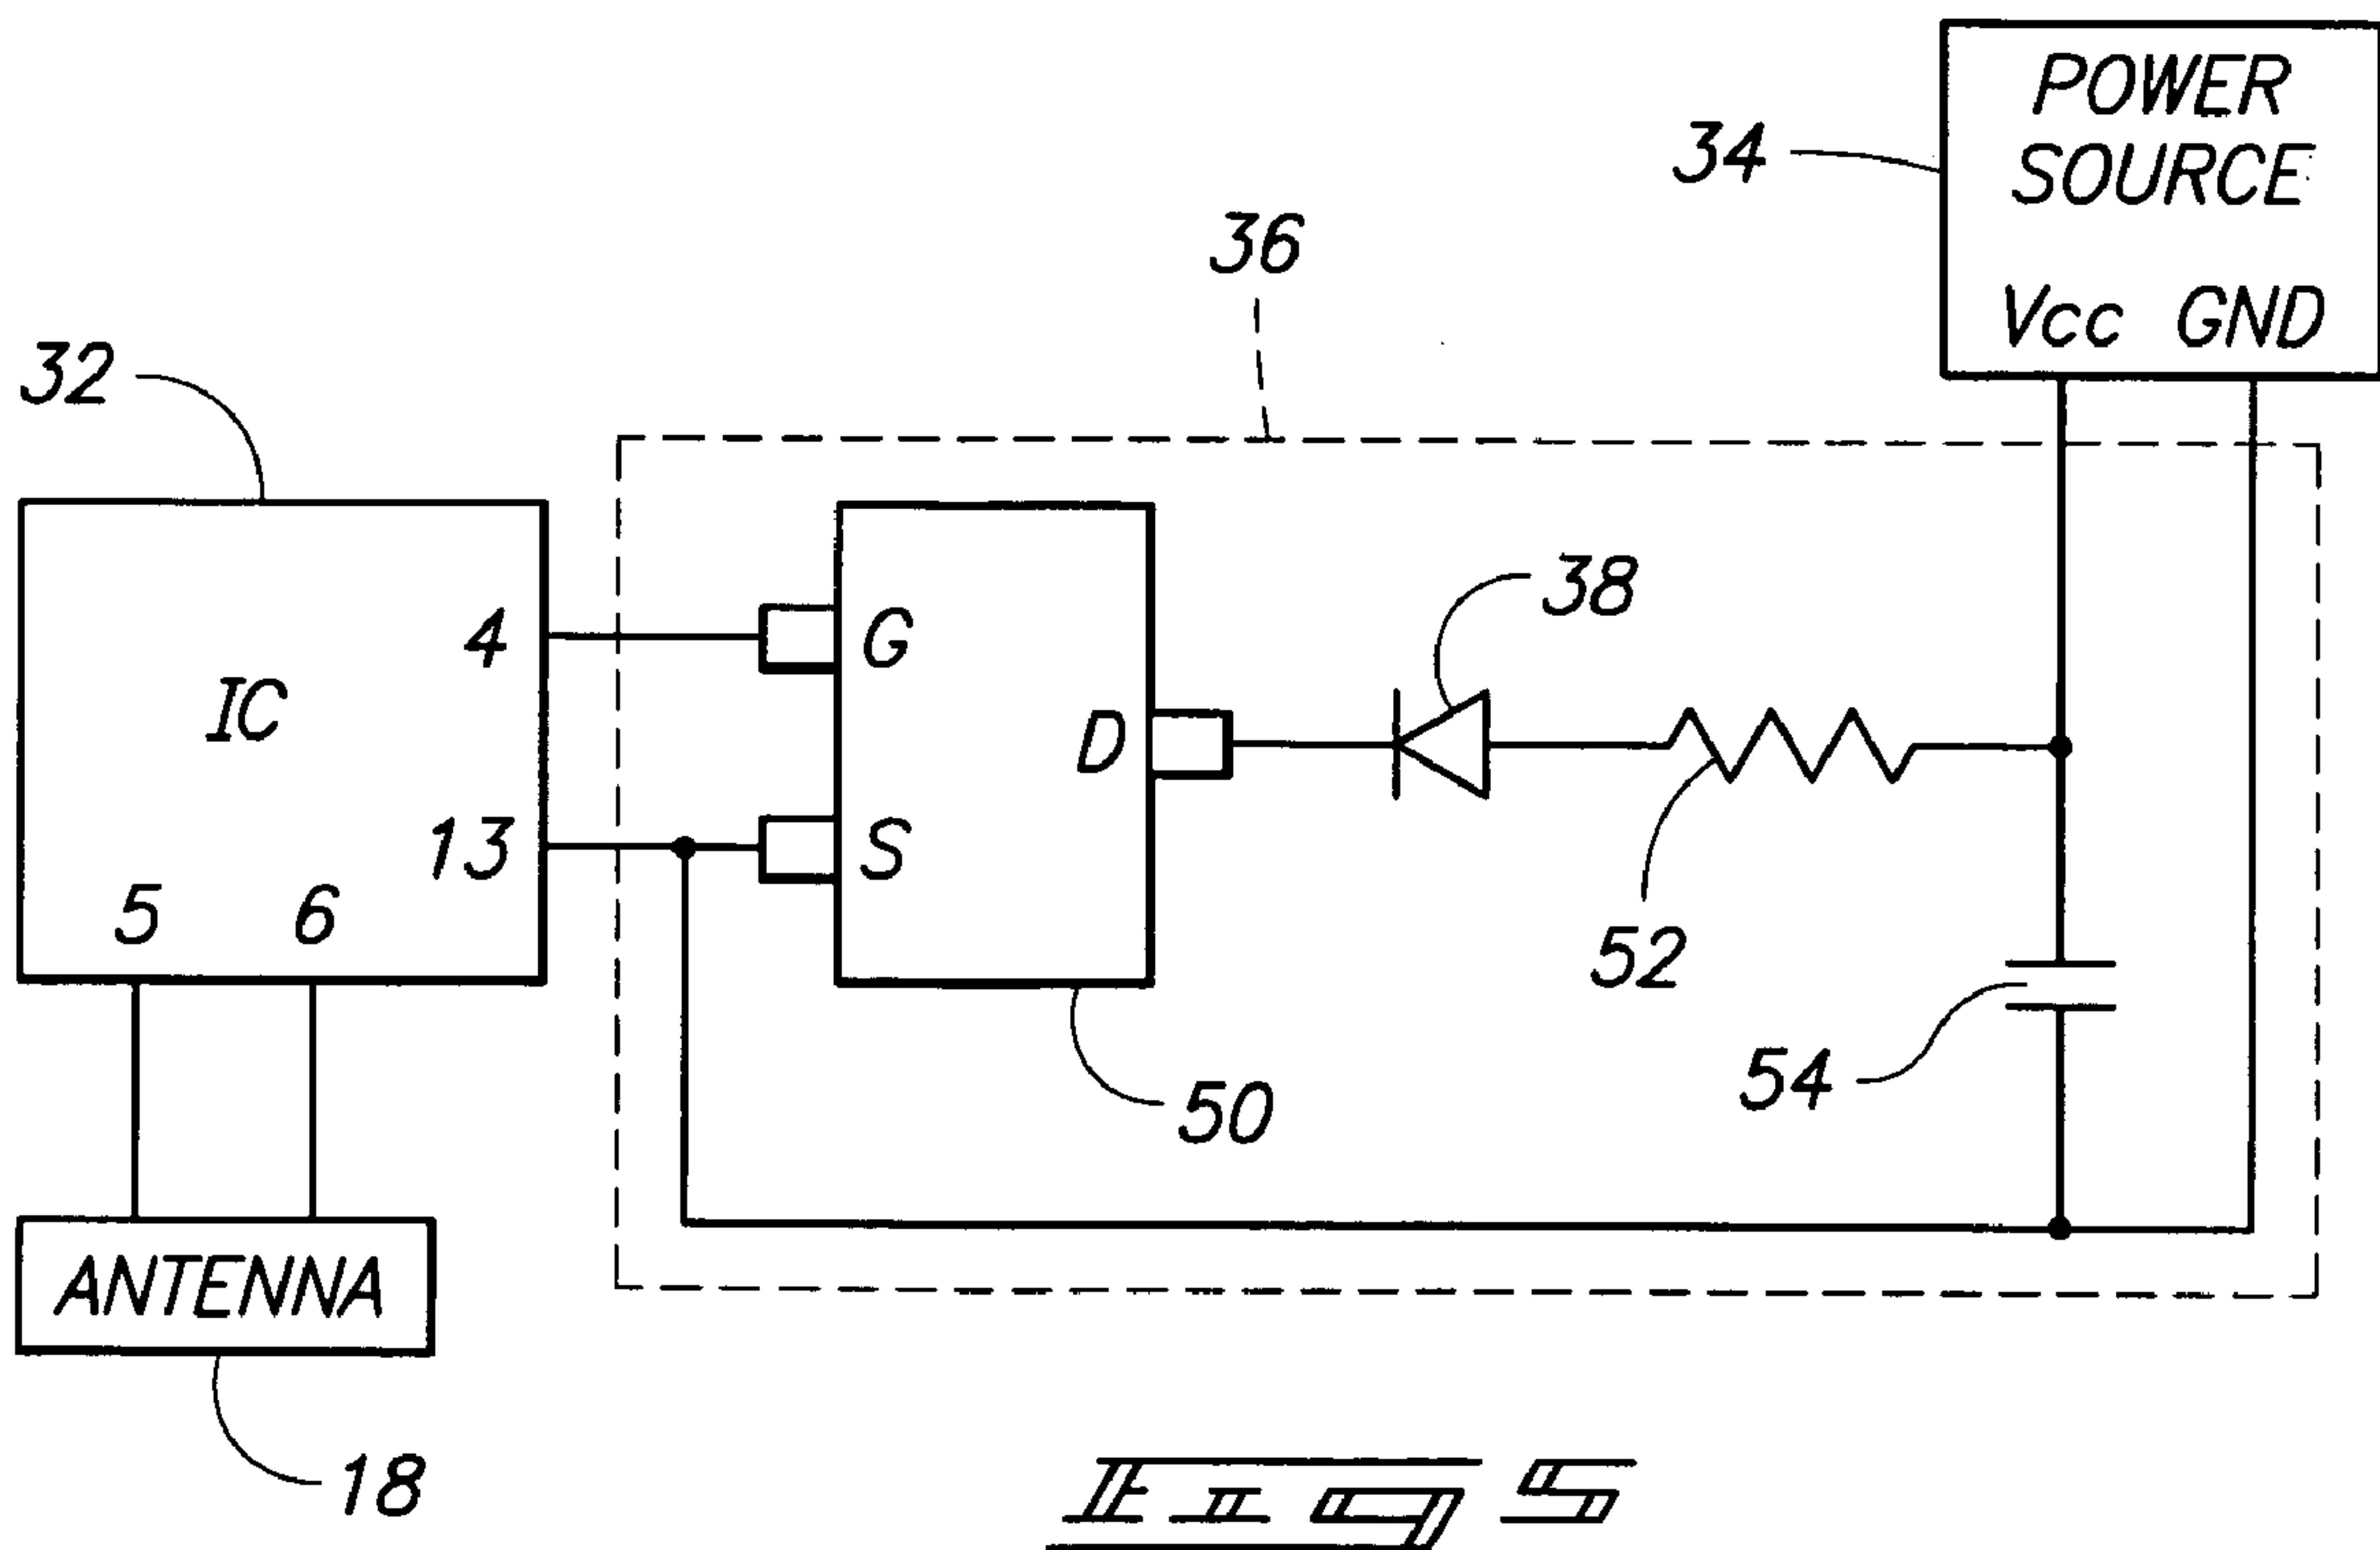 POWER
SOURCE
34
Vcc GND
36
32
38
4
G
IC
D
13
S
5
6
52
54
50
ANTENNA
18
Fig 5